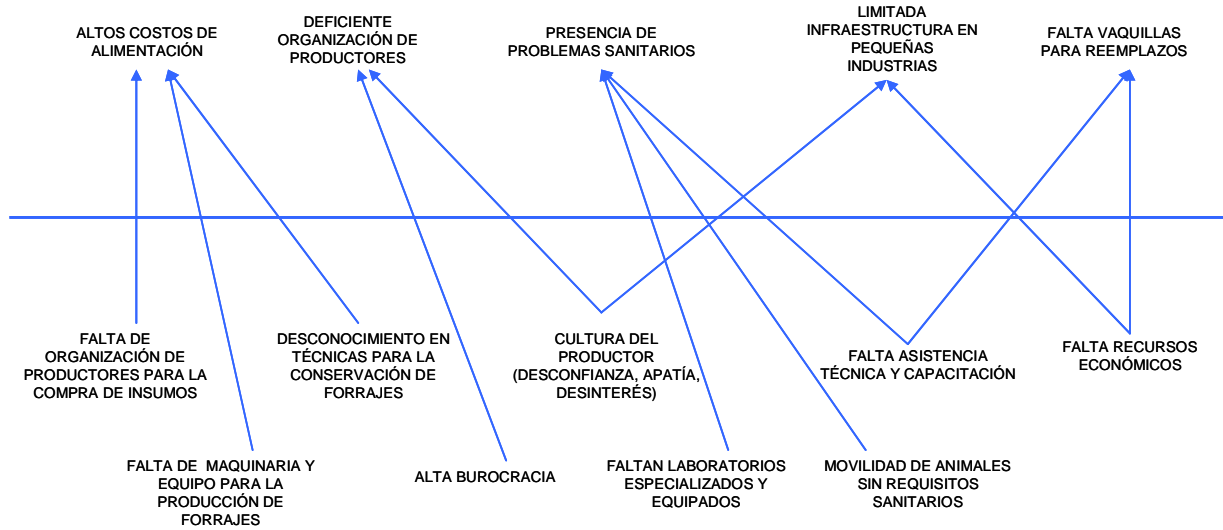 ALTOS COSTOS DE
ALIMENTACIÓN
DEFICIENTE
ORGANIZACIÓN DE
PRODUCTORES
PRESENCIA DE
PROBLEMAS SANITARIOS
LIMITADA
INFRAESTRUCTURA EN
PEQUEÑAS
INDUSTRIAS
FALTA VAQUILLAS
PARA REEMPLAZOS
FALTA DE
ORGANIZACIÓN DE
PRODUCTORES PARA LA
COMPRA DE INSUMOS
DESCONOCIMIENTO EN
TÉCNICAS PARA LA
CONSERVACIÓN DE
FORRAJES
CULTURA DEL
PRODUCTOR
(DESCONFIANZA, APATÍA,
DESINTERÉS)
FALTA ASISTENCIA
TÉCNICA Y CAPACITACIÓN
FALTA RECURSOS
ECONÓMICOS
FALTA DE MAQUINARIA Y
EQUIPO PARA LA
PRODUCCIÓN DE
FORRAJES
ALTA BUROCRACIA
FALTAN LABORATORIOS
ESPECIALIZADOS Y
EQUIPADOS
MOVILIDAD DE ANIMALES
SIN REQUISITOS
SANITARIOS